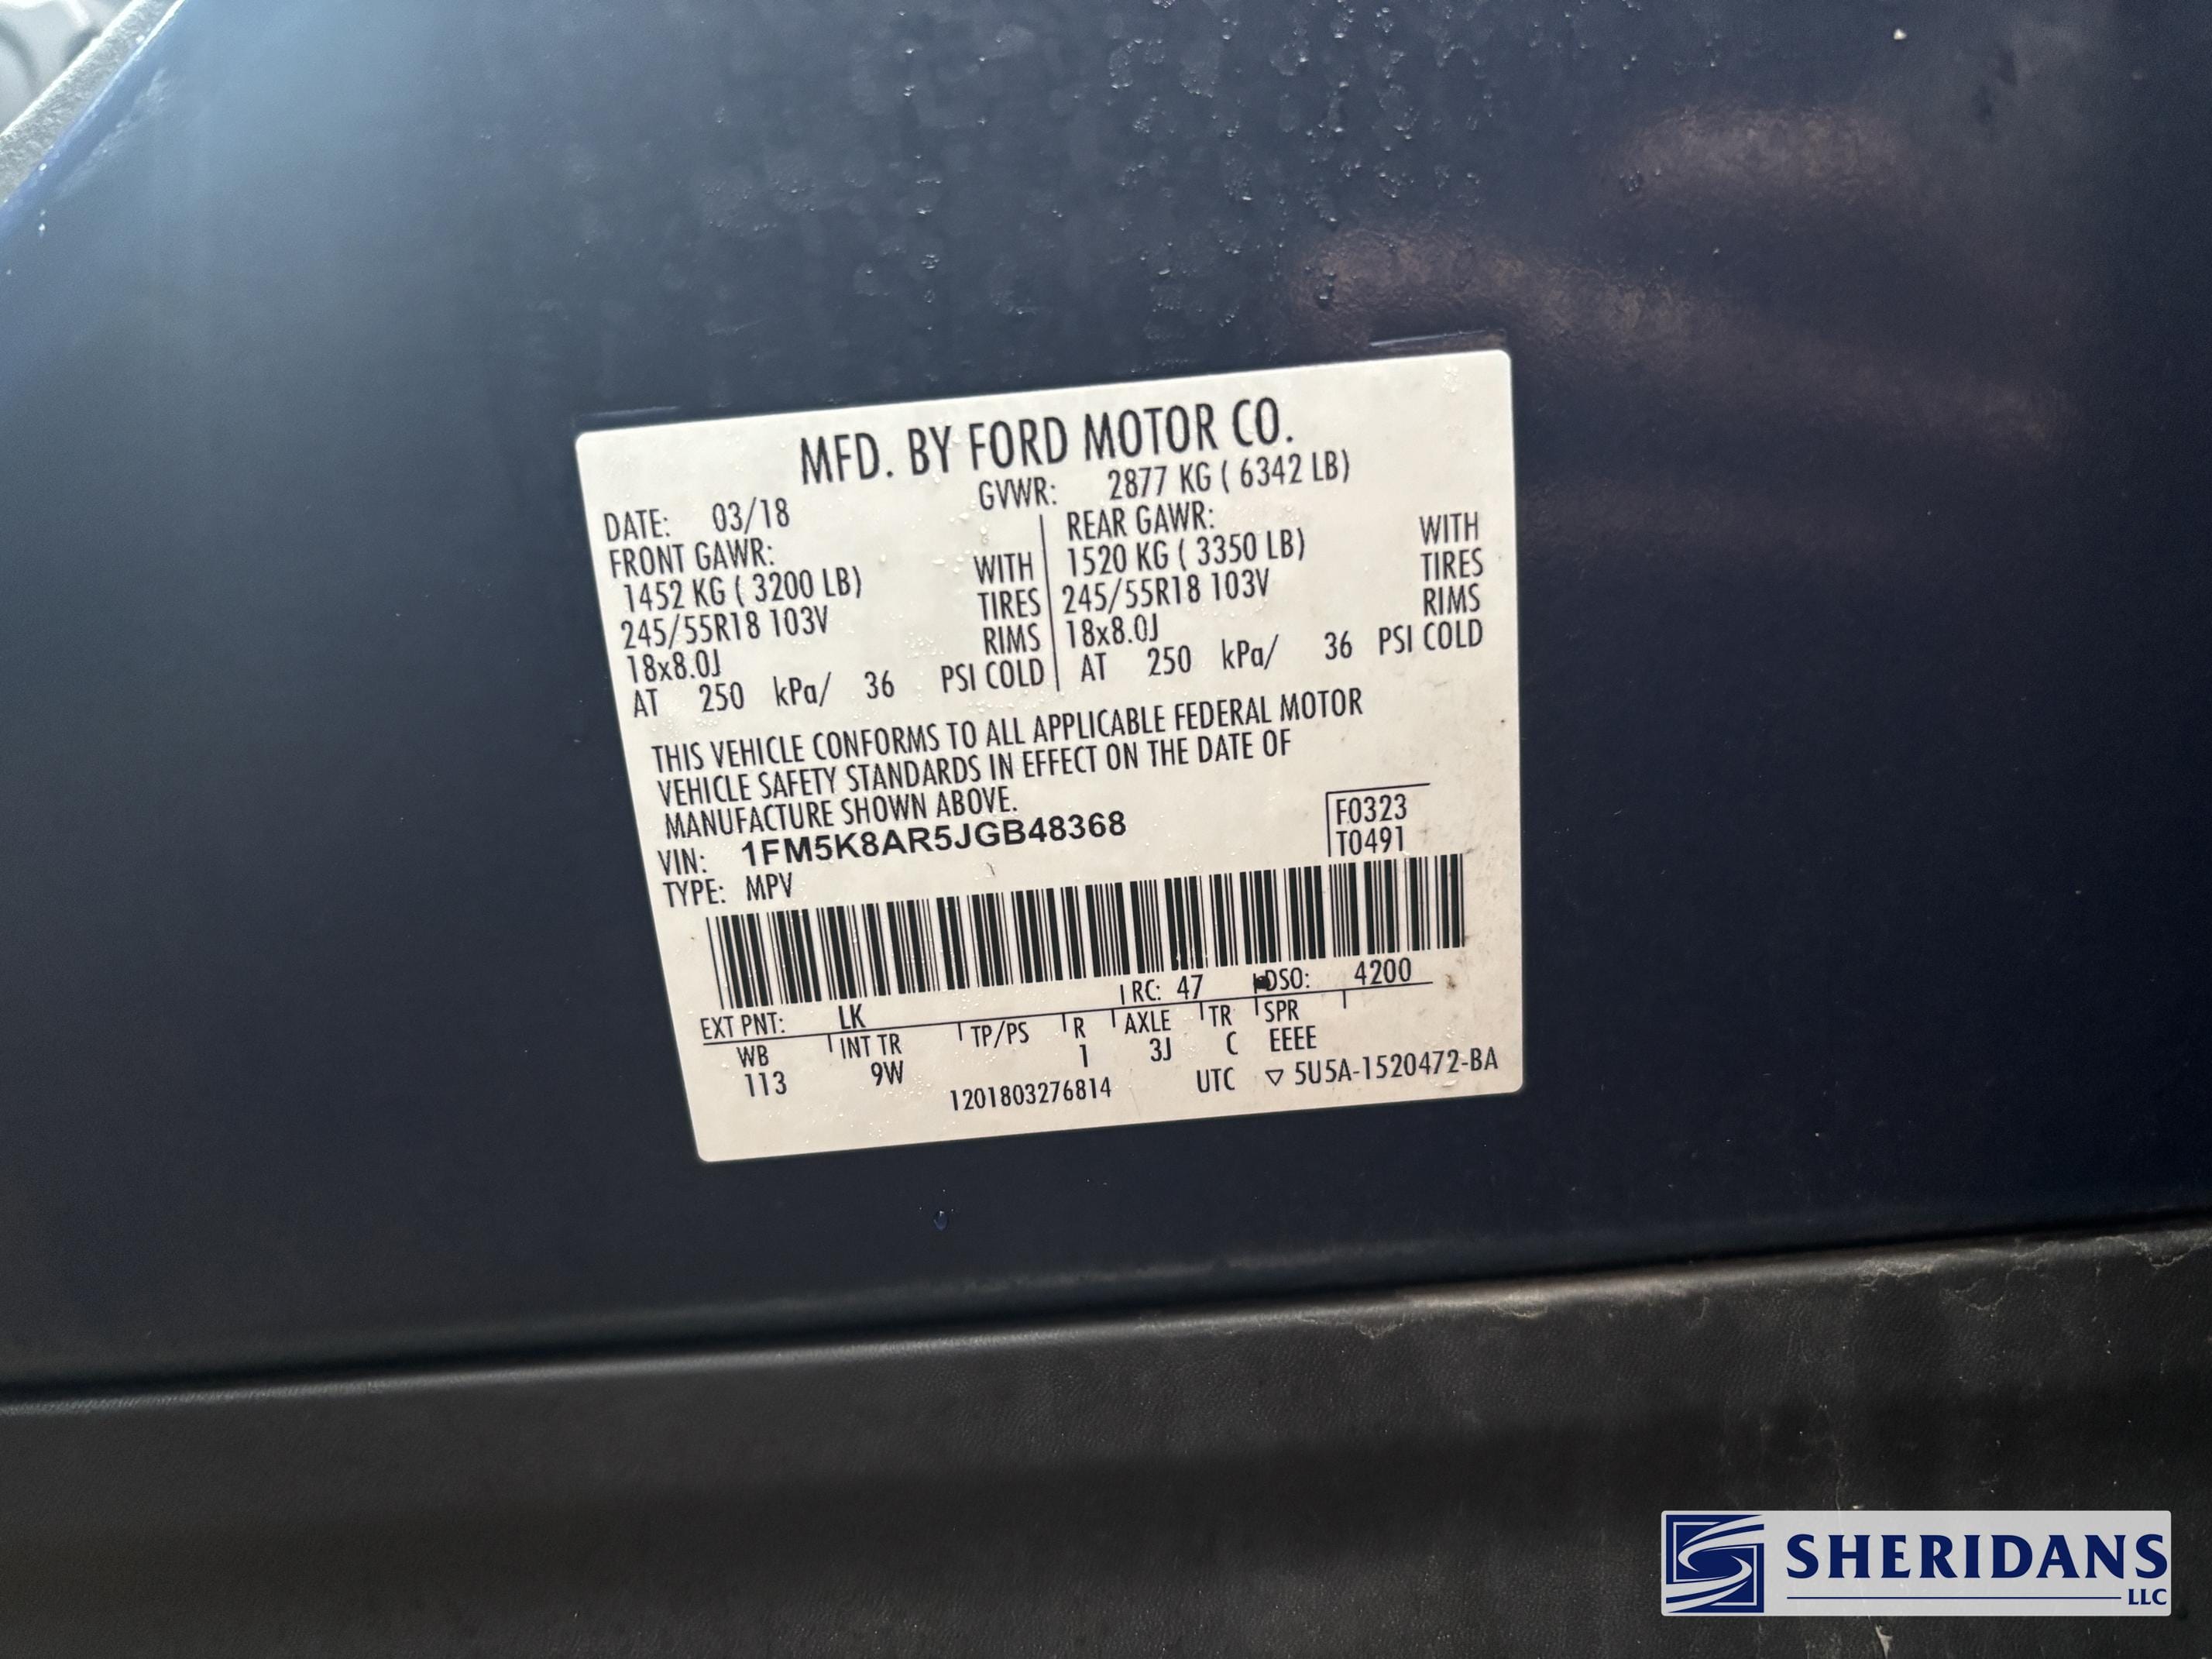 MFD. BY FORD MOTOR CO.
DATE: 03/18 GVWR: 2877 KG ( 6342 LB)
FRONT GAWR: REAR GAWR:
1452 KG ( 3200 LB) WITH 1520 KG ( 3350 LB) WITH
245/55R18 103V TIRES 245/55R18 103V TIRES
18x8.0J RIMS 18x8.0J RIMS
AT 250 kPa/ 36 PSI COLD AT 250 kPa/ 36 PSI COLD
THIS VEHICLE CONFORMS TO ALL APPLICABLE FEDERAL MOTOR
VEHICLE SAFETY STANDARDS IN EFFECT ON THE DATE OF
MANUFACTURE SHOWN ABOVE.
VIN: 1FM5K8AR5JGB48368 F0323
TYPE: MPV T0491
EXT PNT: LK RC: 47 DSO: 4200
WB INT TR TP/PS R AXLE TR SPR
113 9W 1 3J C EEEE
1201803276814 UTC ▽ 5U5A-1520472-BA
SHERIDANS
LLC